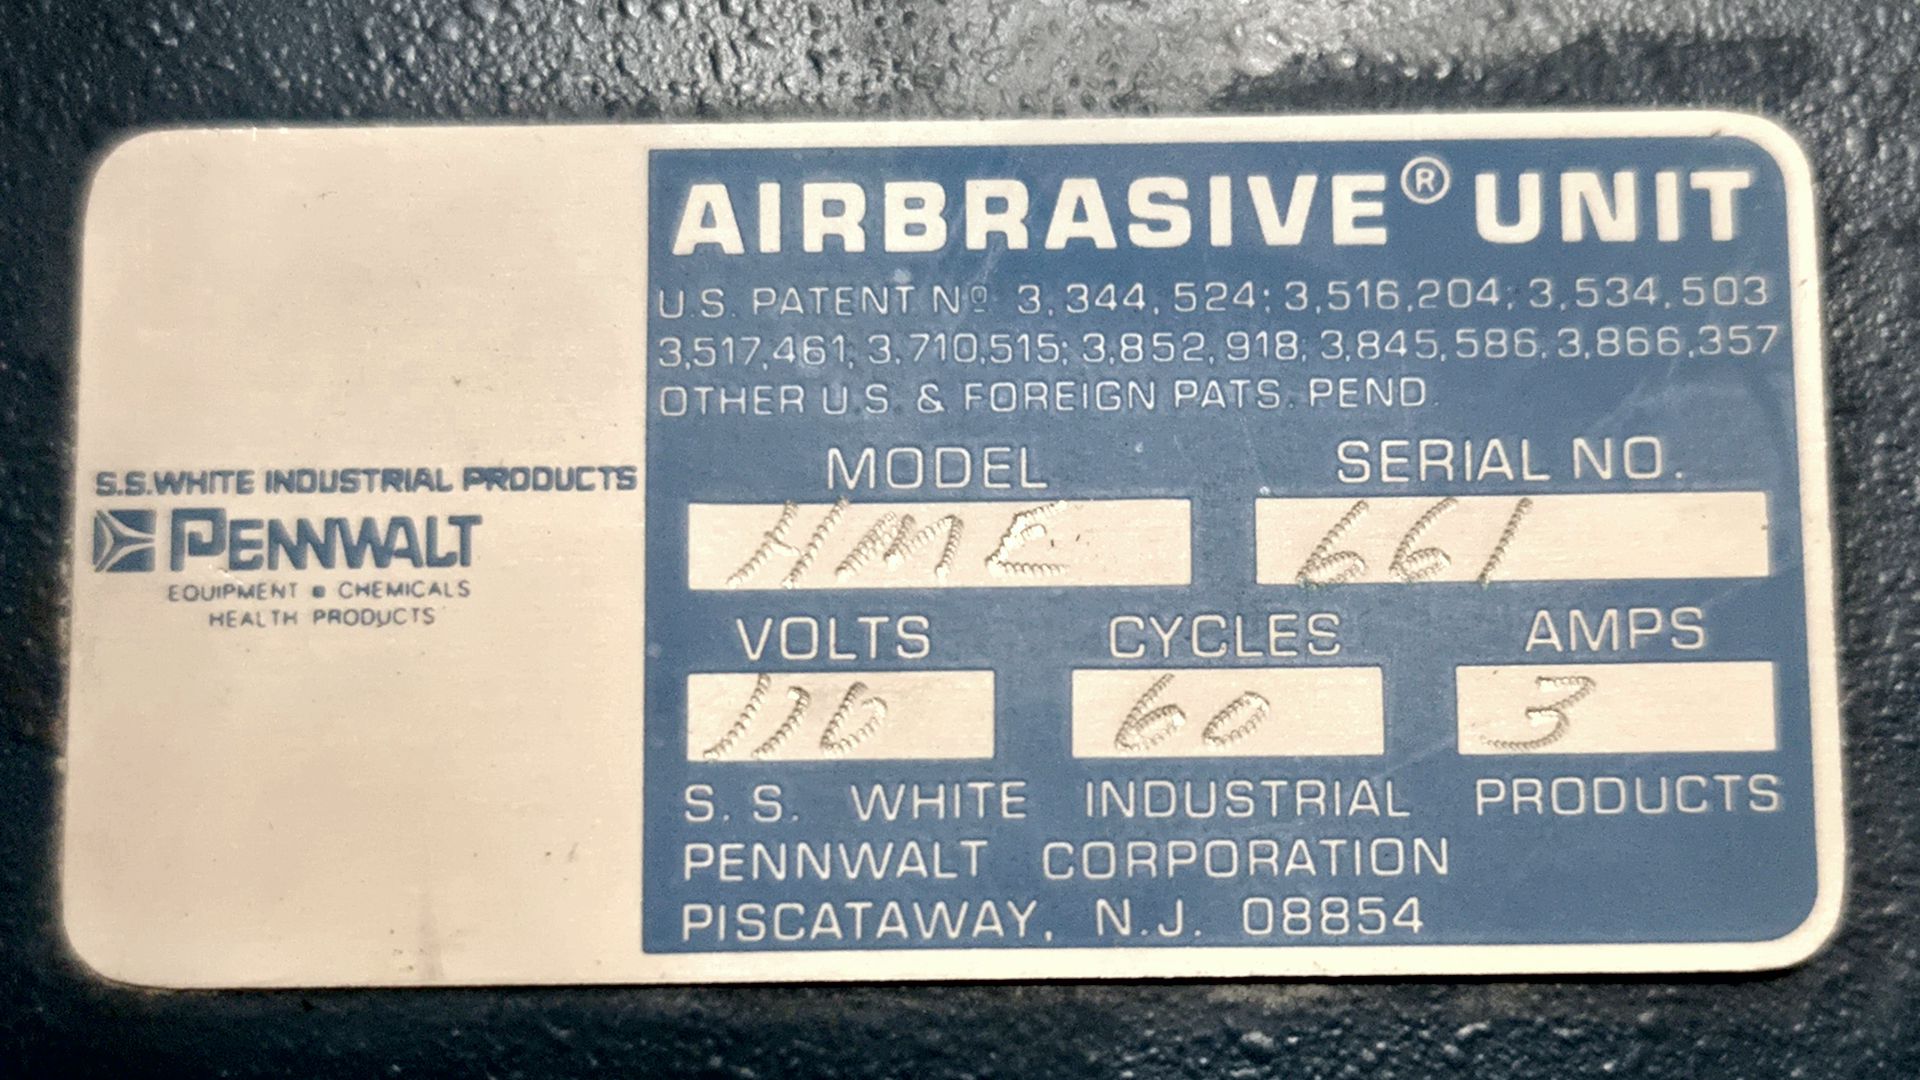 S.S.WHITE INDUSTRIAL PRODUCTS
PENNWALT
EQUIPMENT ■ CHEMICALS
HEALTH PRODUCTS
AIRBRASIVE® UNIT
U.S. PATENT Nº 3,344,524; 3,516,204; 3,534,503
3,517,461; 3,710,515; 3,852,918; 3,845,586. 3,866,357
OTHER U.S. & FOREIGN PATS. PEND.
MODEL SERIAL NO.
HME 661
VOLTS CYCLES AMPS
110 60 3
S. S. WHITE INDUSTRIAL PRODUCTS
PENNWALT CORPORATION
PISCATAWAY, N.J. 08854